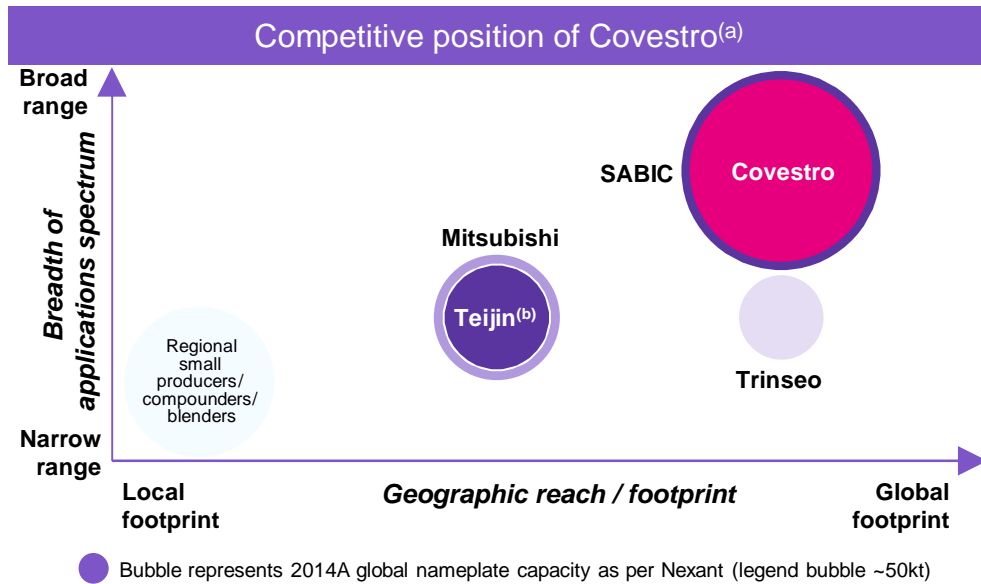 Competitive position of Covestro(a)
Broad
range
Breadth of
applications spectrum
SABIC
Covestro
Mitsubishi
Teijin(b)
Trinseo
Regional
small
producers/
compounders/
blenders
Narrow
range
Local
footprint
Geographic reach / footprint
Global
footprint
Bubble represents 2014A global nameplate capacity as per Nexant (legend bubble ~50kt)